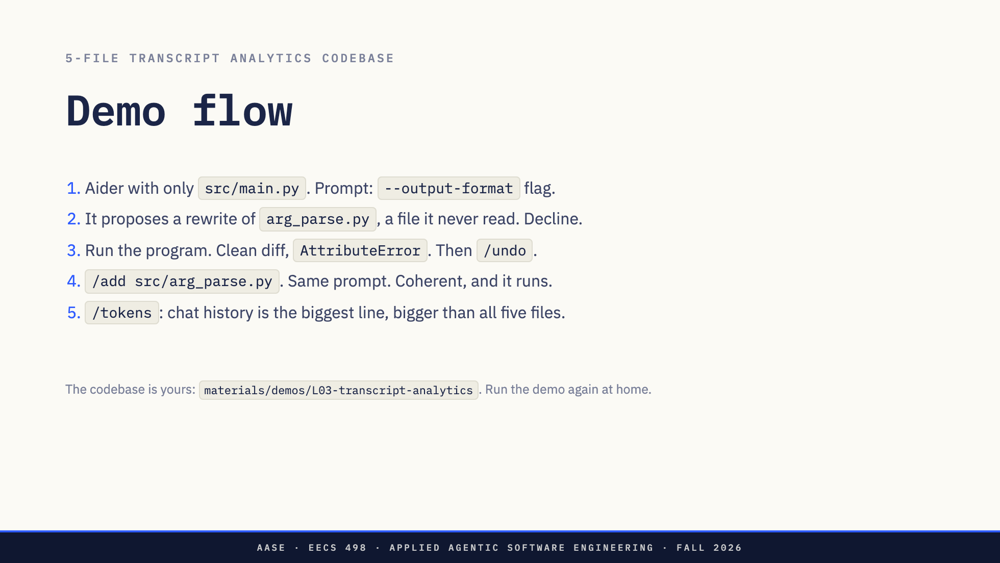 5-FILE TRANSCRIPT ANALYTICS CODEBASE
Demo flow
1. Aider with only src/main.py. Prompt: --output-format flag.
2. It proposes a rewrite of arg_parse.py, a file it never read. Decline.
3. Run the program. Clean diff, AttributeError. Then /undo.
4. /add src/arg_parse.py. Same prompt. Coherent, and it runs.
5. /tokens: chat history is the biggest line, bigger than all five files.
The codebase is yours: materials/demos/L03-transcript-analytics. Run the demo again at home.
AASE · EECS 498 · APPLIED AGENTIC SOFTWARE ENGINEERING · FALL 2026